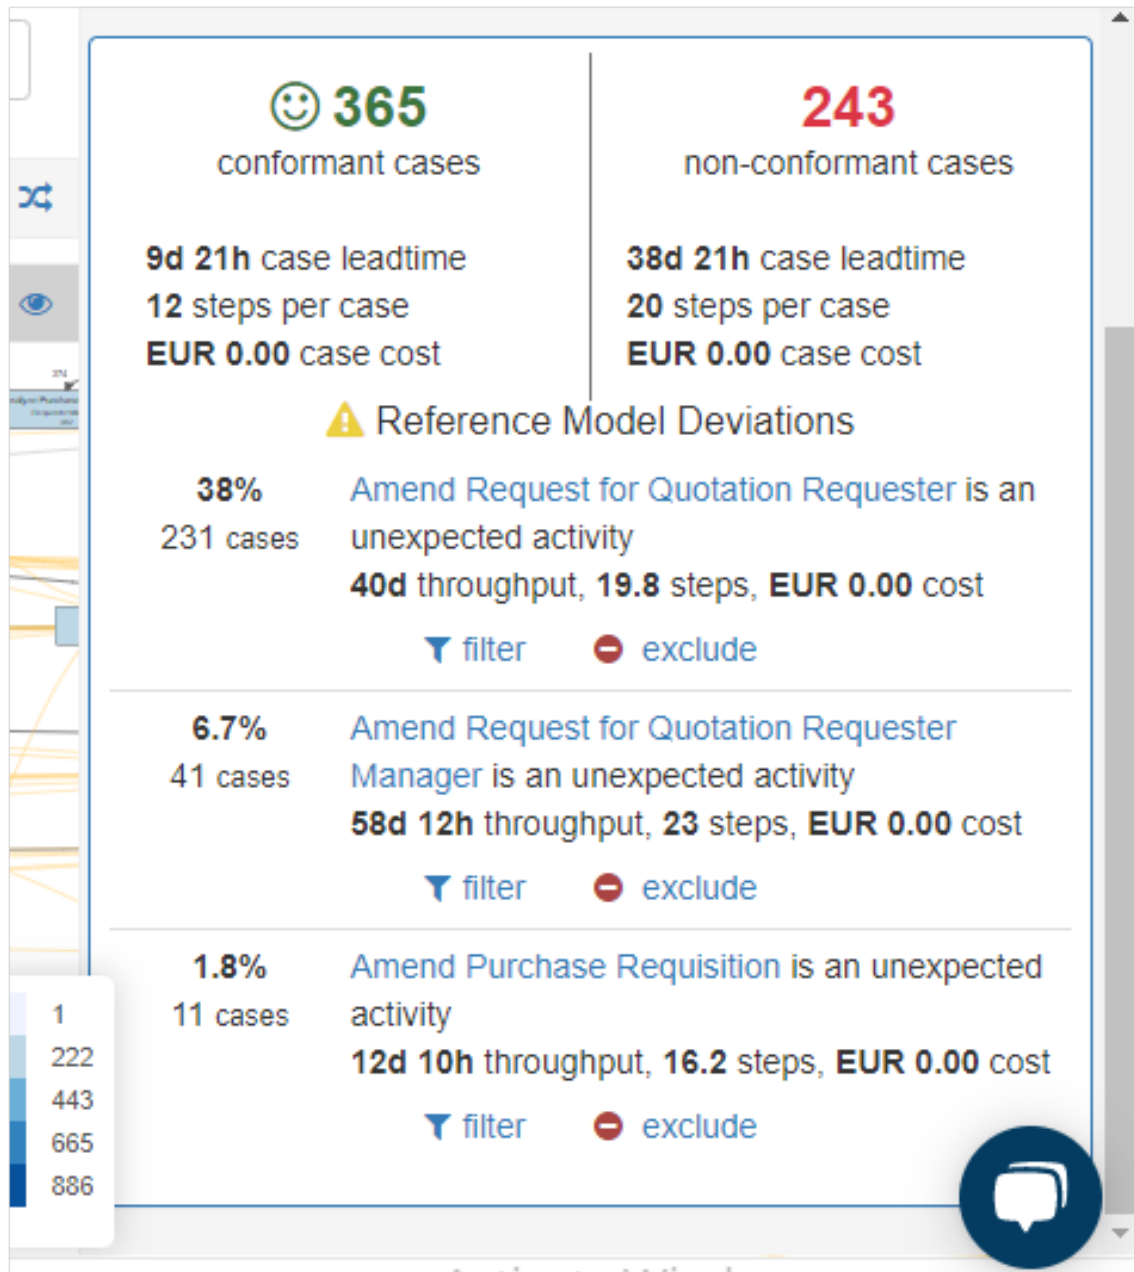 365
conformant cases
243
non-conformant cases
9d 21h case leadtime
12 steps per case
EUR 0.00 case cost
38d 21h case leadtime
20 steps per case
EUR 0.00 case cost
Reference Model Deviations
38%
231 cases
Amend Request for Quotation Requester is an
unexpected activity
40d throughput, 19.8 steps, EUR 0.00 cost
filter exclude
6.7%
41 cases
Amend Request for Quotation Requester
Manager is an unexpected activity
58d 12h throughput, 23 steps, EUR 0.00 cost
filter exclude
1.8%
11 cases
Amend Purchase Requisition is an unexpected
activity
12d 10h throughput, 16.2 steps, EUR 0.00 cost
filter exclude
1
222
443
665
886